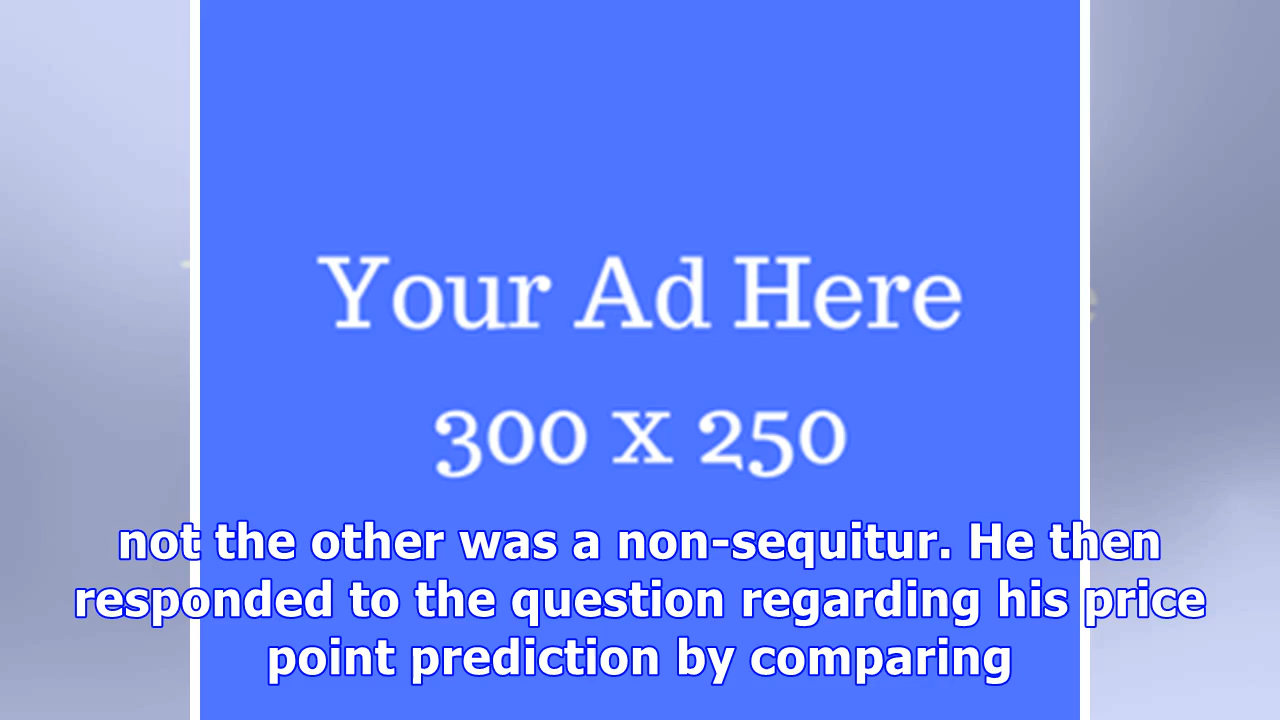 Your Ad Here
300 x 250
not the other was a non-sequitur. He then
responded to the question regarding his price
point prediction by comparing